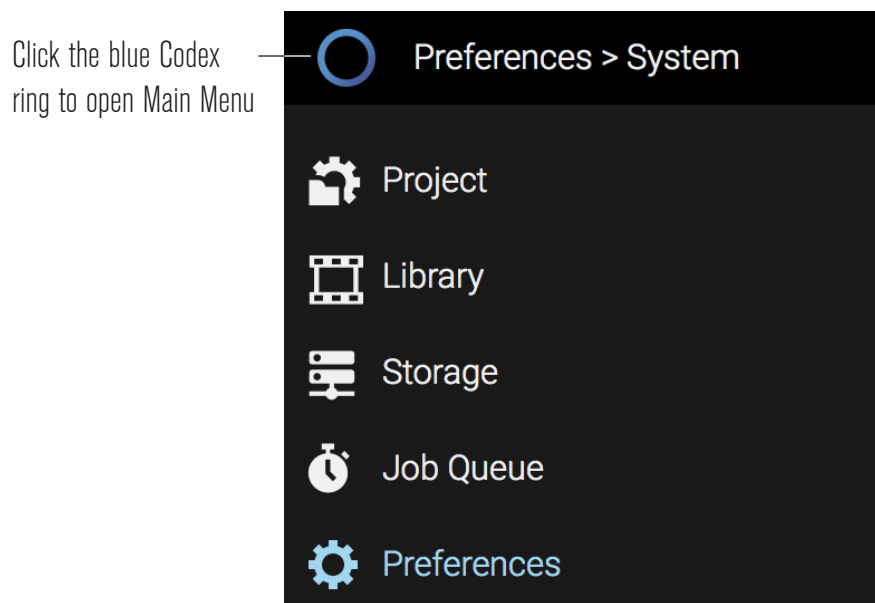 Click the blue Codex
ring to open Main Menu
Preferences > System
Project
Library
Storage
Job Queue
Preferences